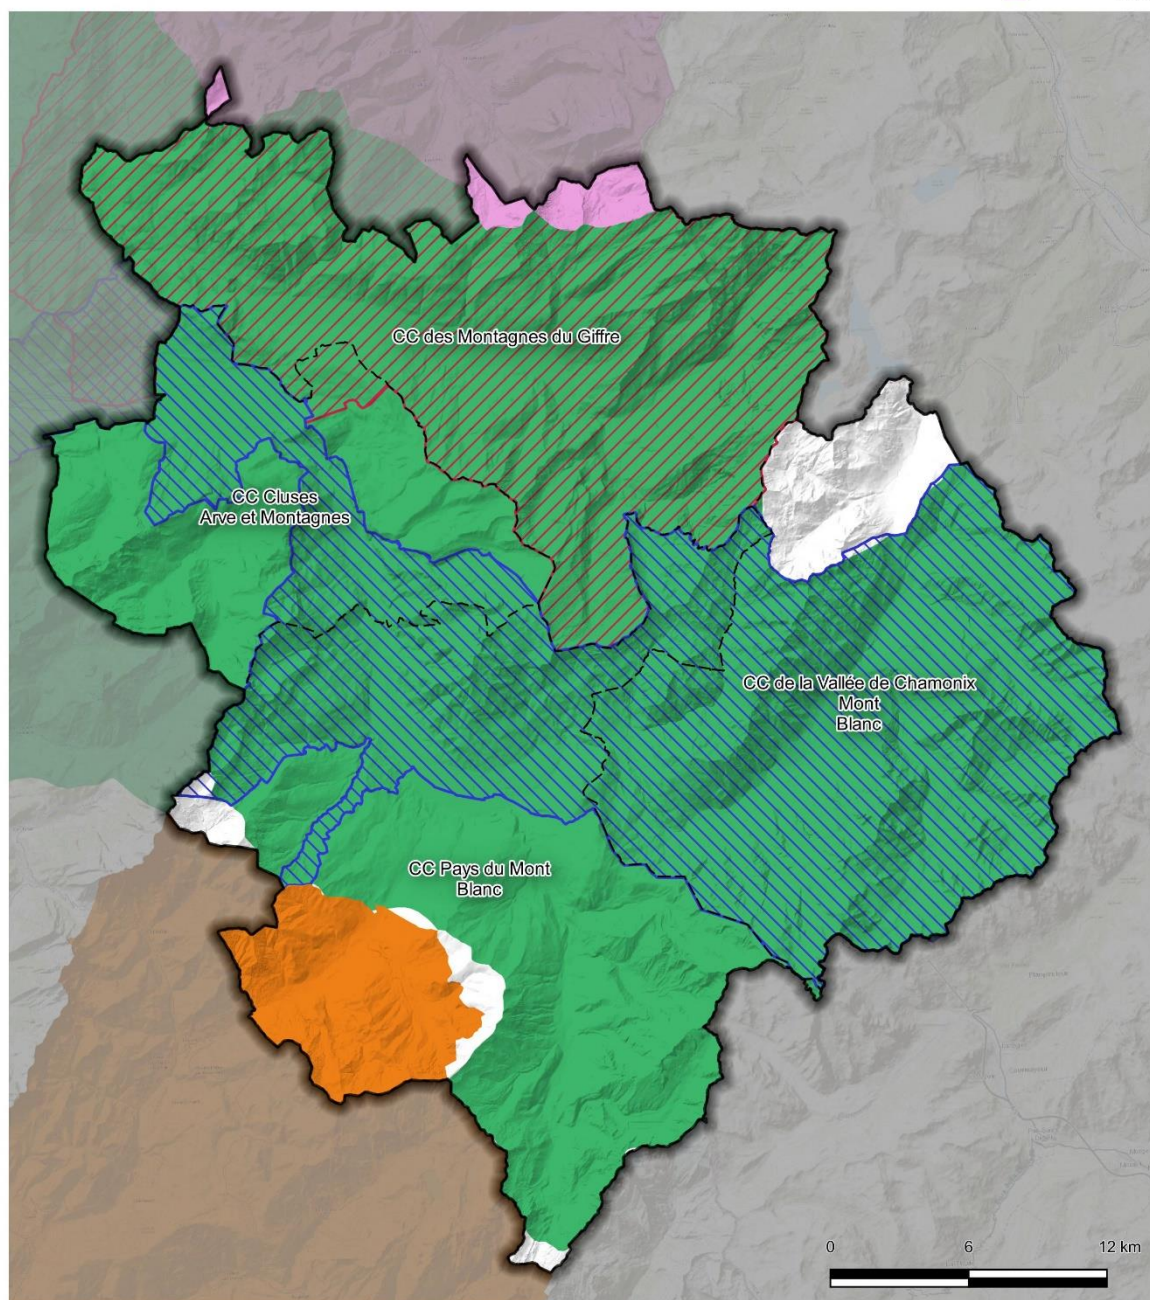 CC des Montagnes du Giffre
CC Cluses
Arve et Montagnes
CC de la Vallée de Chamonix
Mont
Blanc
CC Pays du Mont
Blanc
0 6 12 km